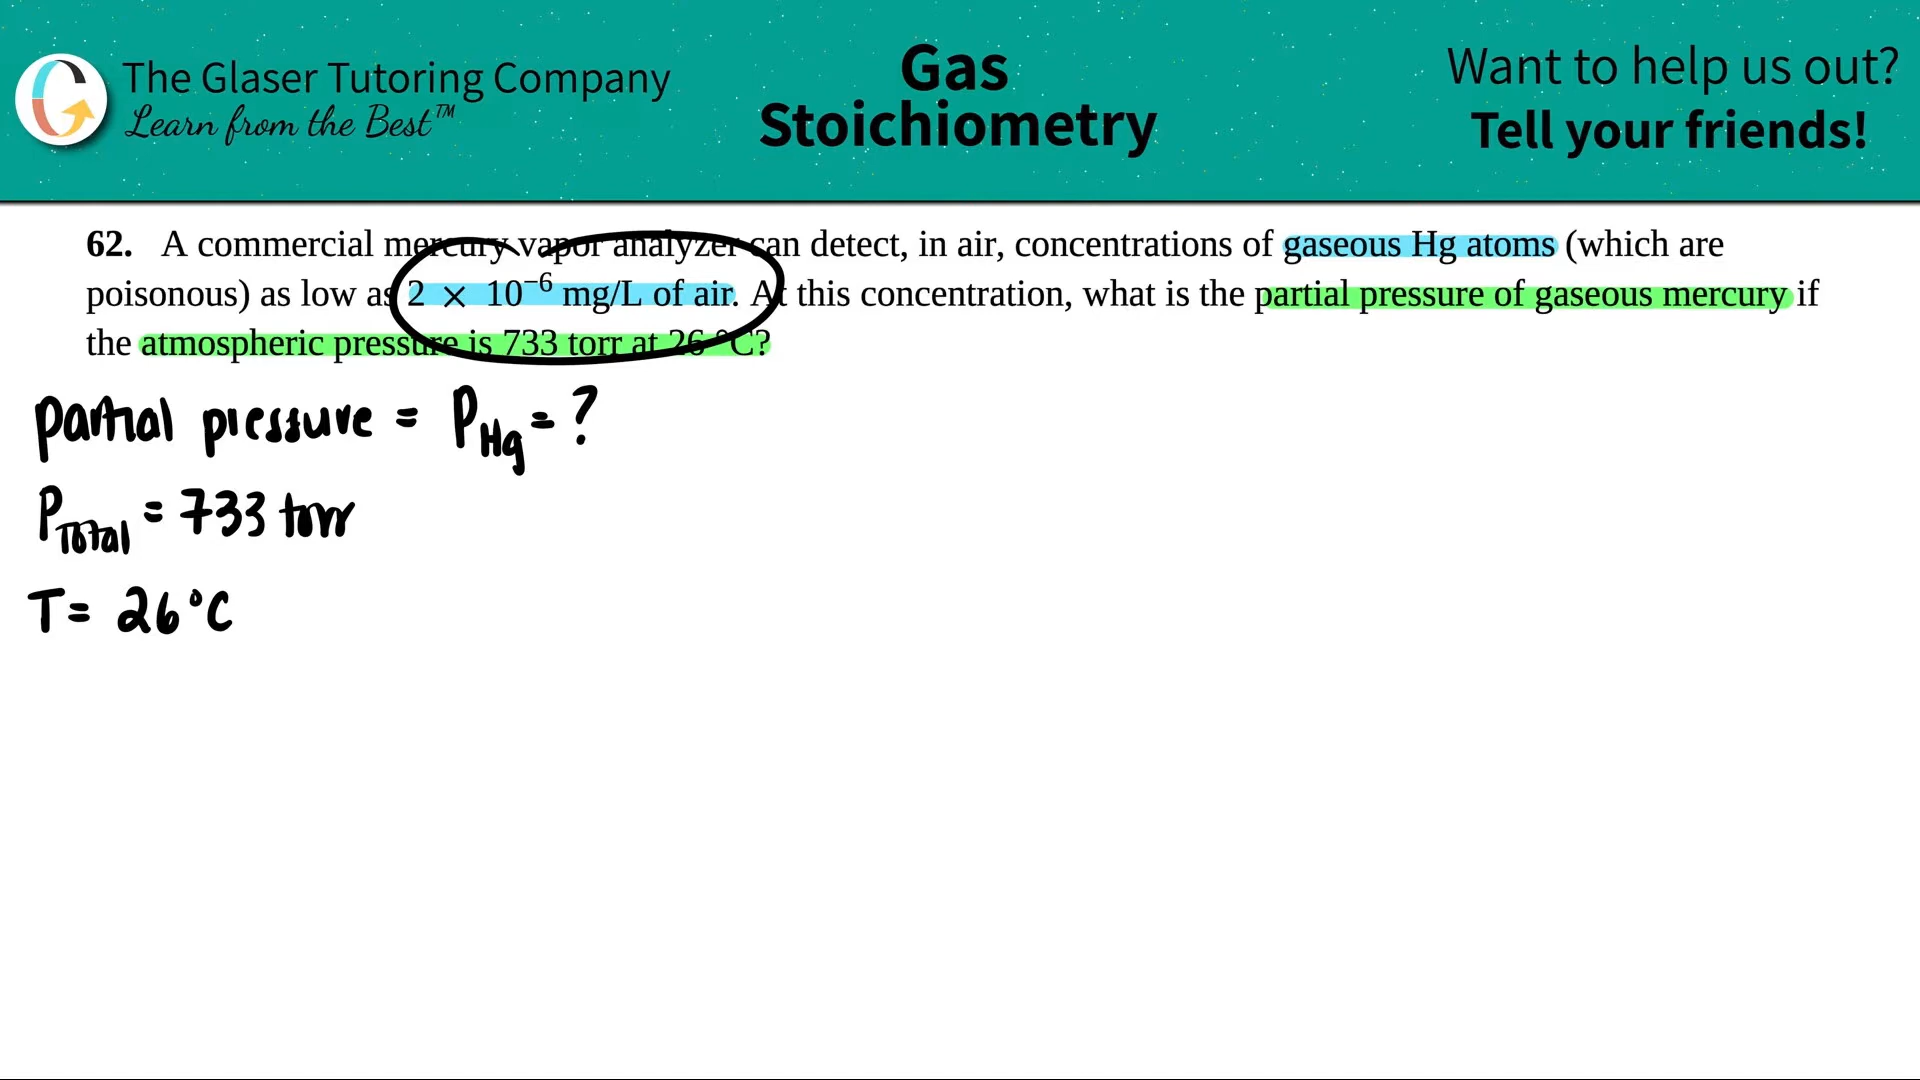 The Glaser Tutoring Company
Learn from the Best™
Gas
Stoichiometry
Want to help us out?
Tell your friends!
62. A commercial mercury vapor analyzer can detect, in air, concentrations of gaseous Hg atoms (which are
poisonous) as low as 2 × 10⁻⁶ mg/L of air. At this concentration, what is the partial pressure of gaseous mercury if
the atmospheric pressure is 733 torr at 26 °C?
partial pressure = P_Hg = ?
P_Total = 733 torr
T = 26°C